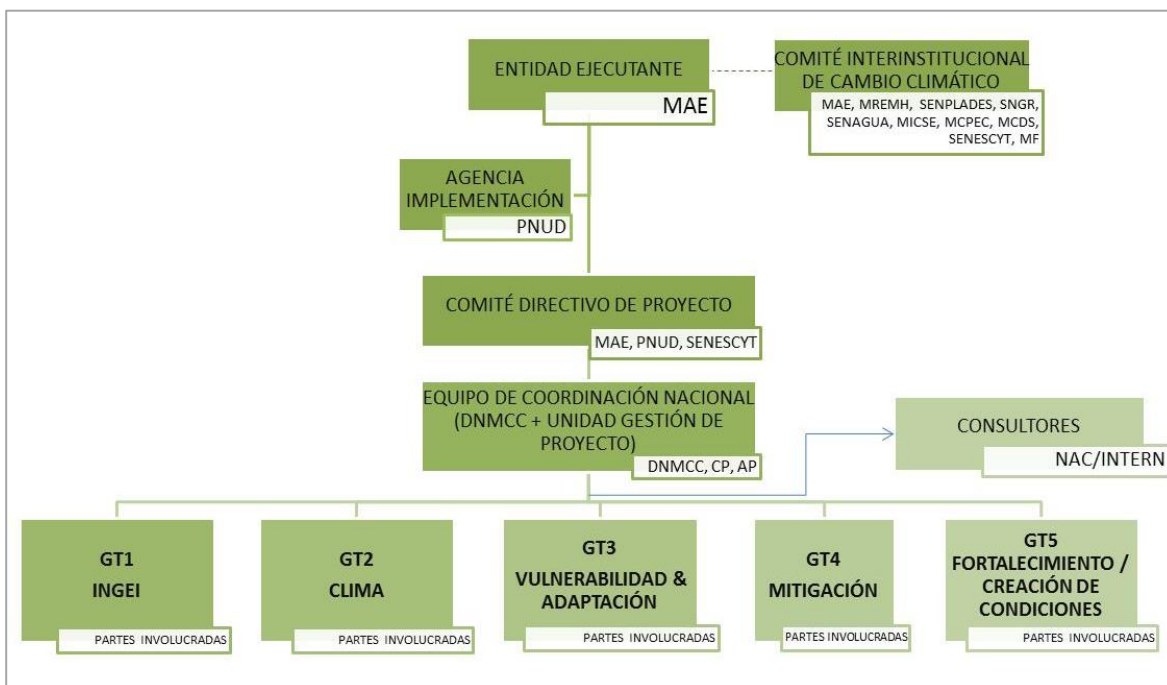 ENTIDAD EJECUTANTE
MAE
COMITÉ INTERINSTITUCIONAL
DE CAMBIO CLIMÁTICO
MAE, MREMH, SENPLADES, SNGR,
SENAGUA, MICSE, MCPEC, MCDS,
SENESCYT, MF
AGENCIA
IMPLEMENTACIÓN
PNUD
COMITÉ DIRECTIVO DE PROYECTO
MAE, PNUD, SENESCYT
EQUIPO DE COORDINACIÓN NACIONAL
(DNMCC + UNIDAD GESTIÓN DE
PROYECTO)
DNMCC, CP, AP
CONSULTORES
NAC/INTERN
GT1
INGEI
PARTES INVOLUCRADAS
GT2
CLIMA
PARTES INVOLUCRADAS
GT3
VULNERABILIDAD &
ADAPTACIÓN
PARTES INVOLUCRADAS
GT4
MITIGACIÓN
PARTES INVOLUCRADAS
GT5
FORTALECIMIENTO /
CREACIÓN DE
CONDICIONES
PARTES INVOLUCRADAS